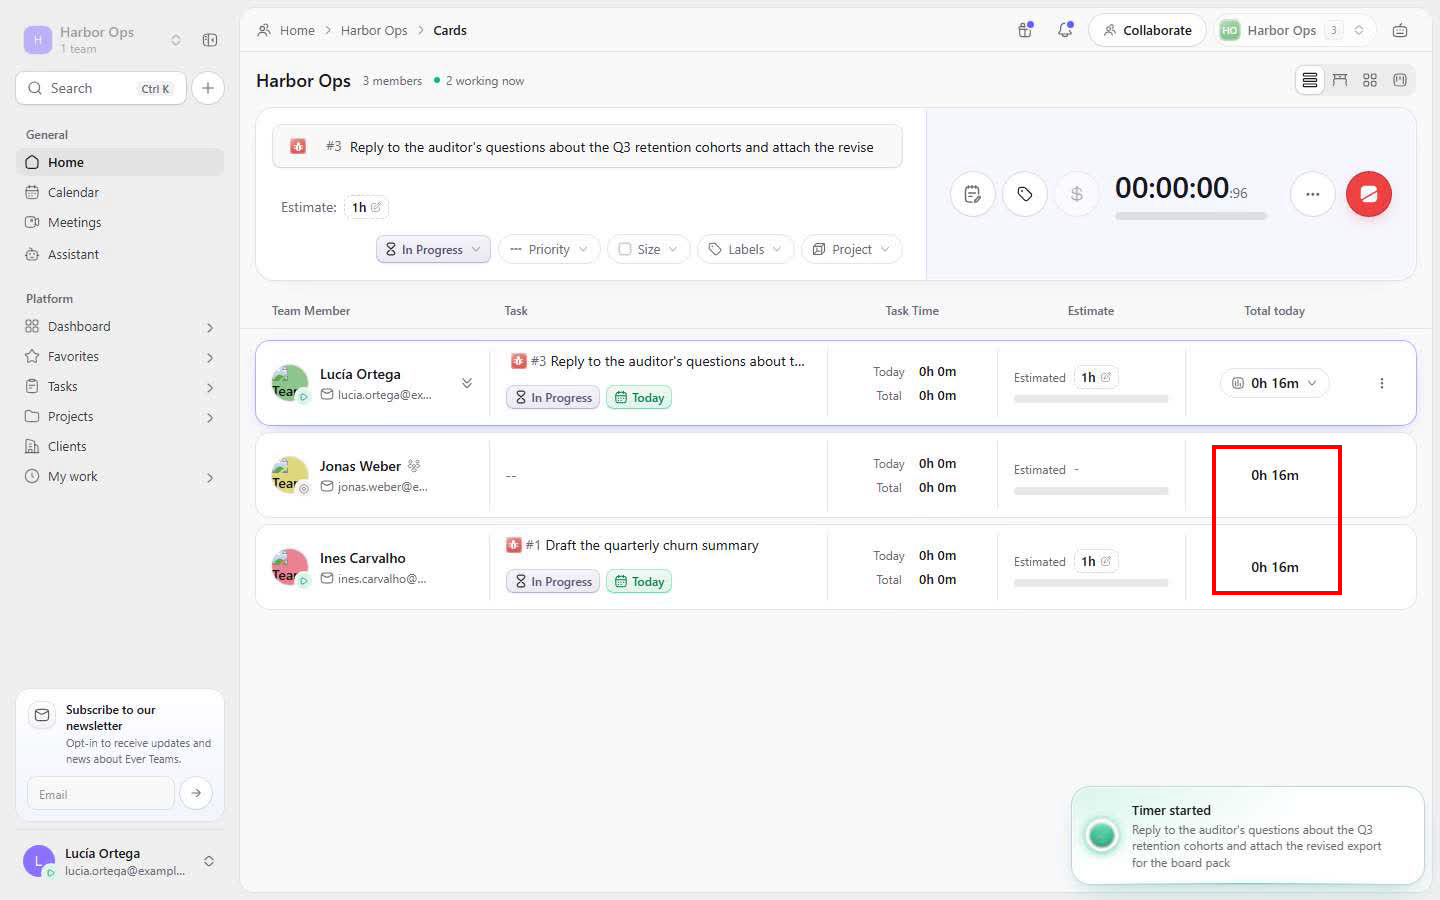 H
Harbor Ops
1 team
Search
Ctrl K
General
Home
Calendar
Meetings
Assistant
Platform
Dashboard
Favorites
Tasks
Projects
Clients
My work
Subscribe to our
newsletter
Opt-in to receive updates and
news about Ever Teams.
Email
L
Lucía Ortega
lucia.ortega@exampl...
Home
Harbor Ops
Cards
Collaborate
HO
Harbor Ops
3
Harbor Ops
3 members
2 working now
#3 Reply to the auditor's questions about the Q3 retention cohorts and attach the revise
Estimate:
1h
In Progress
Priority
Size
Labels
Project
$
00:00:00:96
Team Member
Task
Task Time
Estimate
Total today
Lucía Ortega
lucia.ortega@ex...
#3 Reply to the auditor's questions about t...
In Progress
Today
Today 0h 0m
Total 0h 0m
Estimated 1h
0h 16m
Jonas Weber
jonas.weber@e...
--
Today 0h 0m
Total 0h 0m
Estimated -
0h 16m
Ines Carvalho
ines.carvalho@...
#1 Draft the quarterly churn summary
In Progress
Today
Today 0h 0m
Total 0h 0m
Estimated 1h
0h 16m
Timer started
Reply to the auditor's questions about the Q3
retention cohorts and attach the revised export
for the board pack